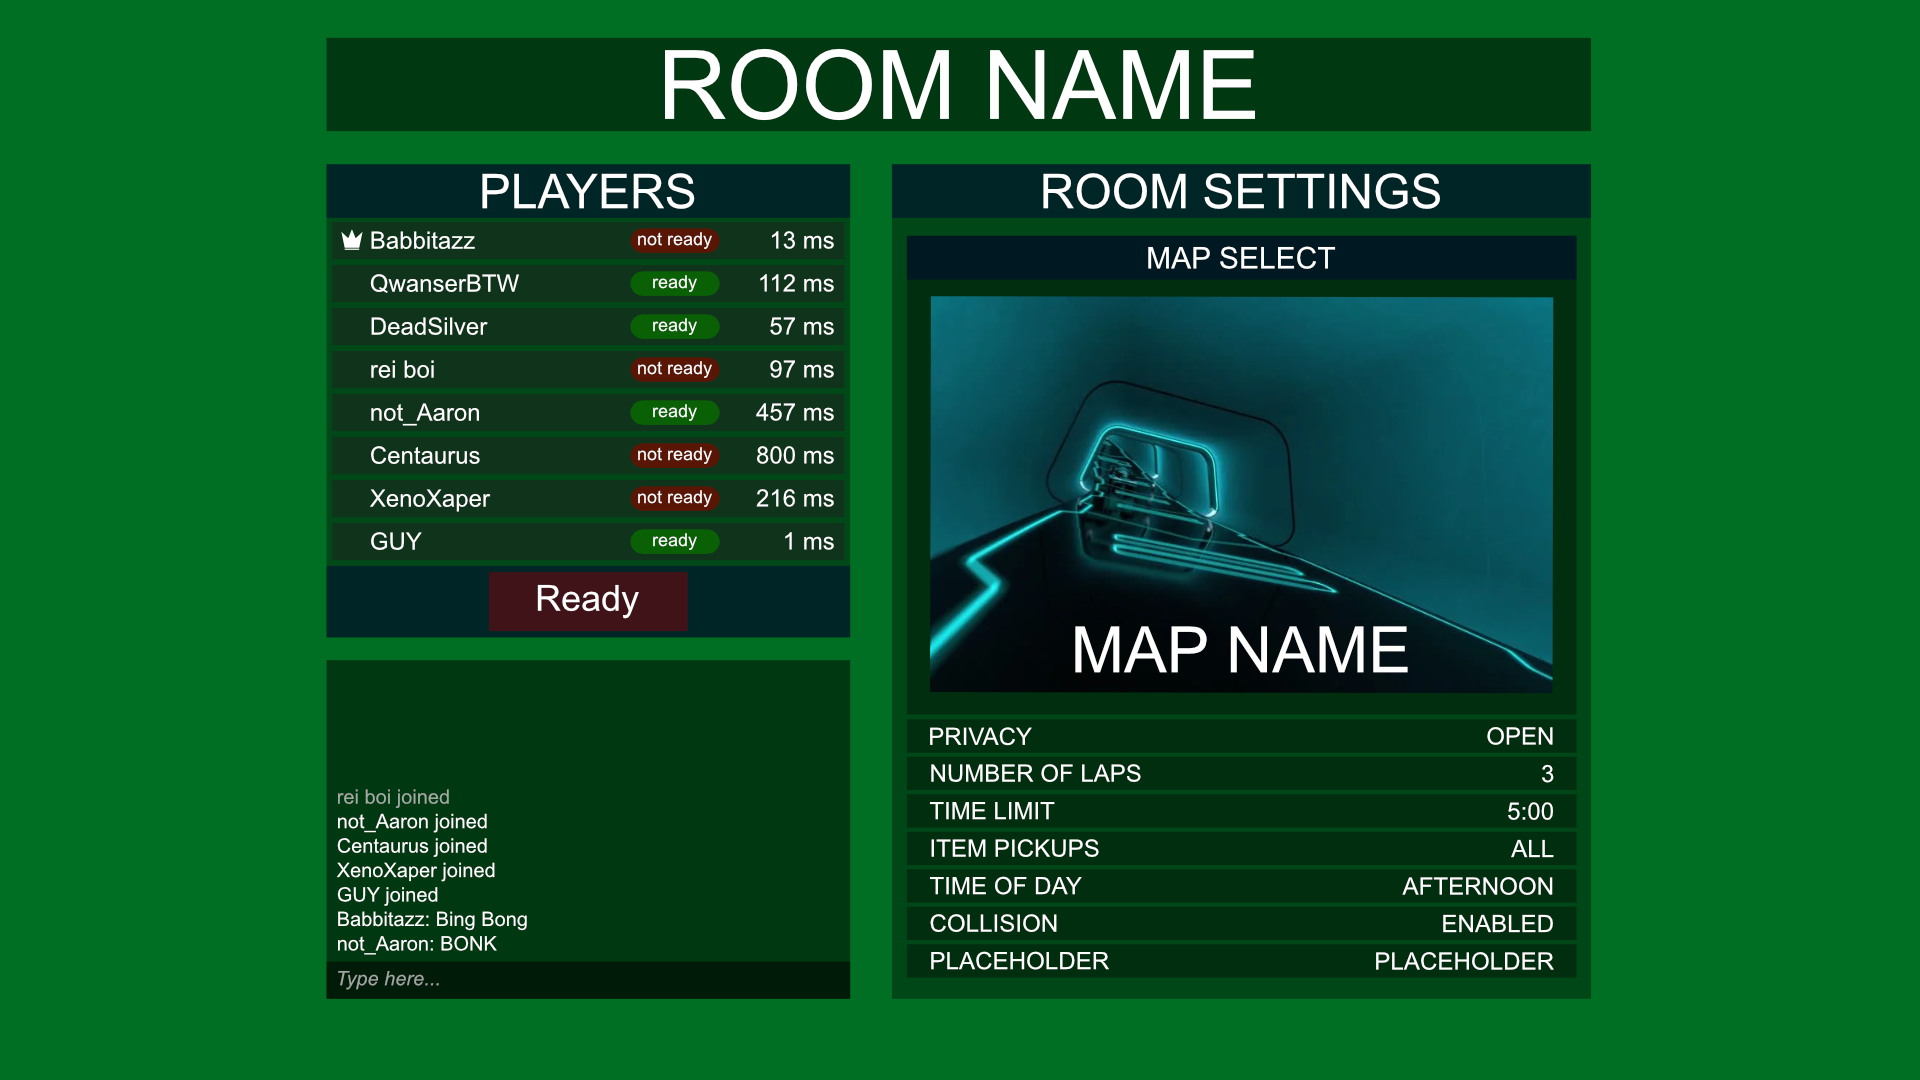 ROOM NAME
PLAYERS
Babbitazz not ready 13 ms
QwanserBTW ready 112 ms
DeadSilver ready 57 ms
rei boi not ready 97 ms
not_Aaron ready 457 ms
Centaurus not ready 800 ms
XenoXaper not ready 216 ms
GUY ready 1 ms
Ready
rei boi joined
not_Aaron joined
Centaurus joined
XenoXaper joined
GUY joined
Babbitazz: Bing Bong
not_Aaron: BONK
Type here...
ROOM SETTINGS
MAP SELECT
MAP NAME
PRIVACY OPEN
NUMBER OF LAPS 3
TIME LIMIT 5:00
ITEM PICKUPS ALL
TIME OF DAY AFTERNOON
COLLISION ENABLED
PLACEHOLDER PLACEHOLDER